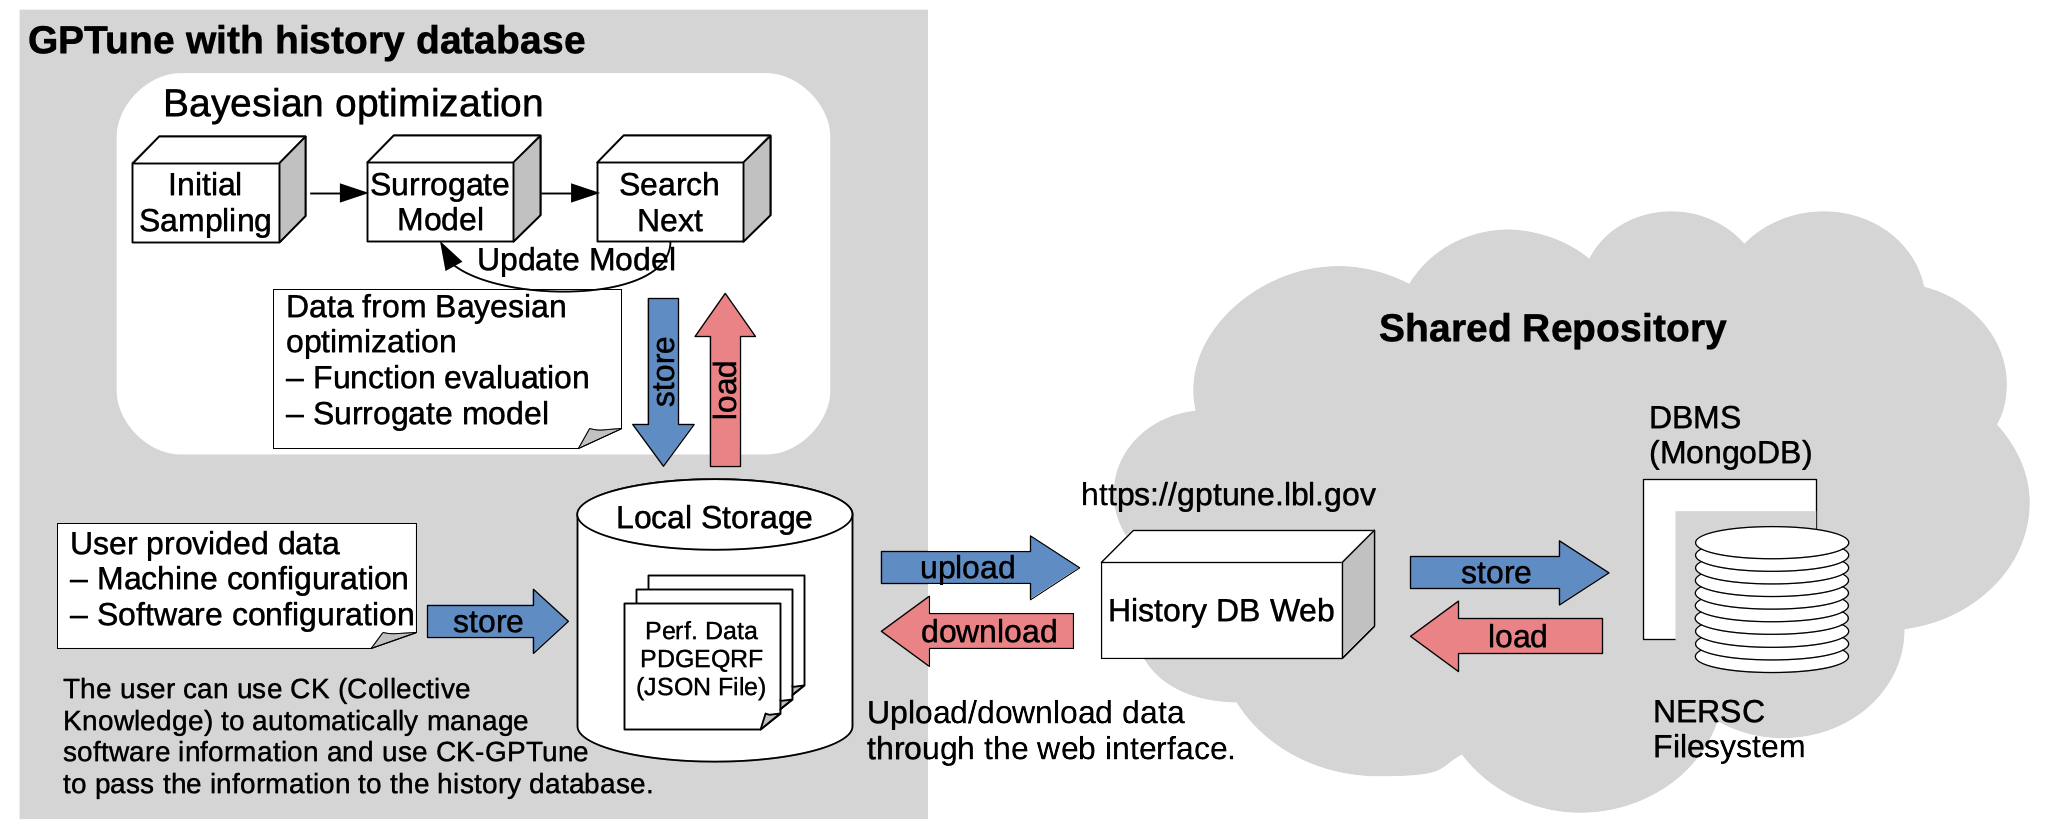 GPTune with history database
Bayesian optimization
Initial
Sampling
Surrogate
Model
Search
Next
Update Model
Data from Bayesian
optimization
– Function evaluation
– Surrogate model
store
load
Local Storage
User provided data
– Machine configuration
– Software configuration
store
Perf. Data
PDGEQRF
(JSON File)
The user can use CK (Collective
Knowledge) to automatically manage
software information and use CK-GPTune
to pass the information to the history database.
upload
download
Upload/download data
through the web interface.
Shared Repository
https://gptune.lbl.gov
History DB Web
store
load
DBMS
(MongoDB)
NERSC
Filesystem